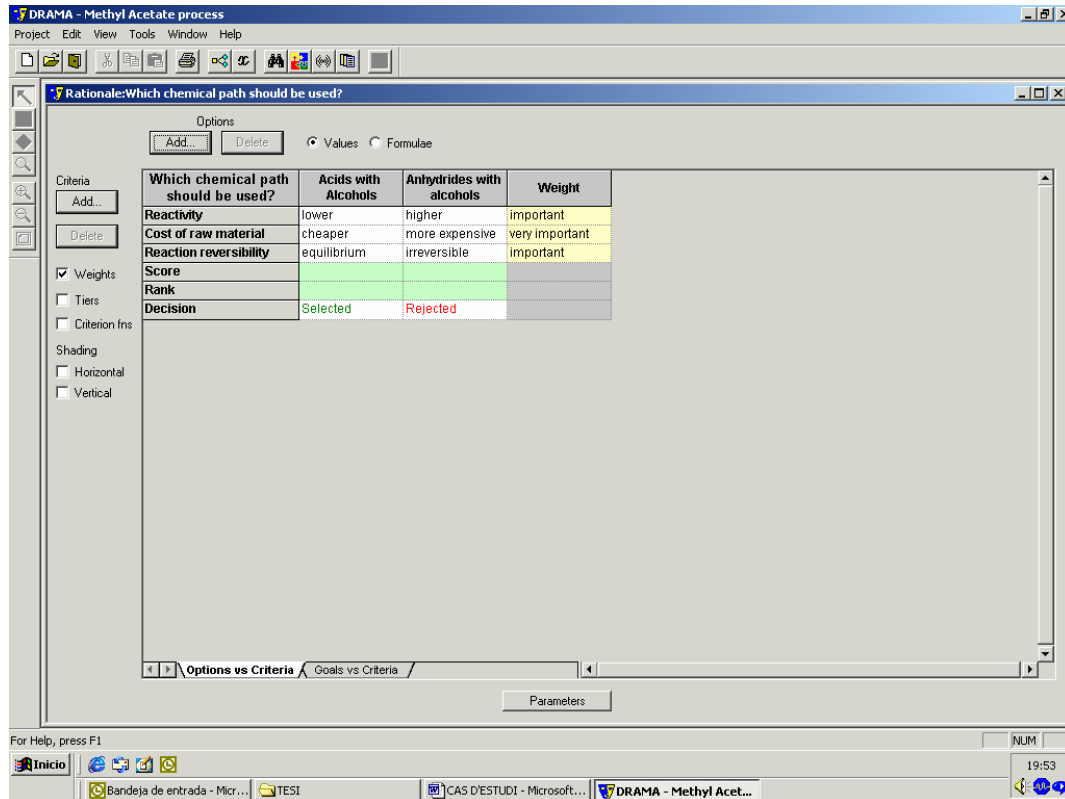 DRAMA - Methyl Acetate process
Project Edit View Tools Window Help
Rationale:Which chemical path should be used?
Options
Add... Delete Values Formulae
Criteria
Add...
Delete
Weights
Tiers
Criterion fns
Shading
Horizontal
Vertical
Which chemical path should be used? Acids with Alcohols Anhydrides with alcohols Weight
Reactivity lower higher important
Cost of raw material cheaper more expensive very important
Reaction reversibility equilibrium irreversible important
Score
Rank
Decision Selected Rejected
Options vs Criteria Goals vs Criteria
Parameters
For Help, press F1 NUM
Inicio 19:53
Bandeja de entrada - Micr... TESI CAS D'ESTUDI - Microsoft... DRAMA - Methyl Acet...